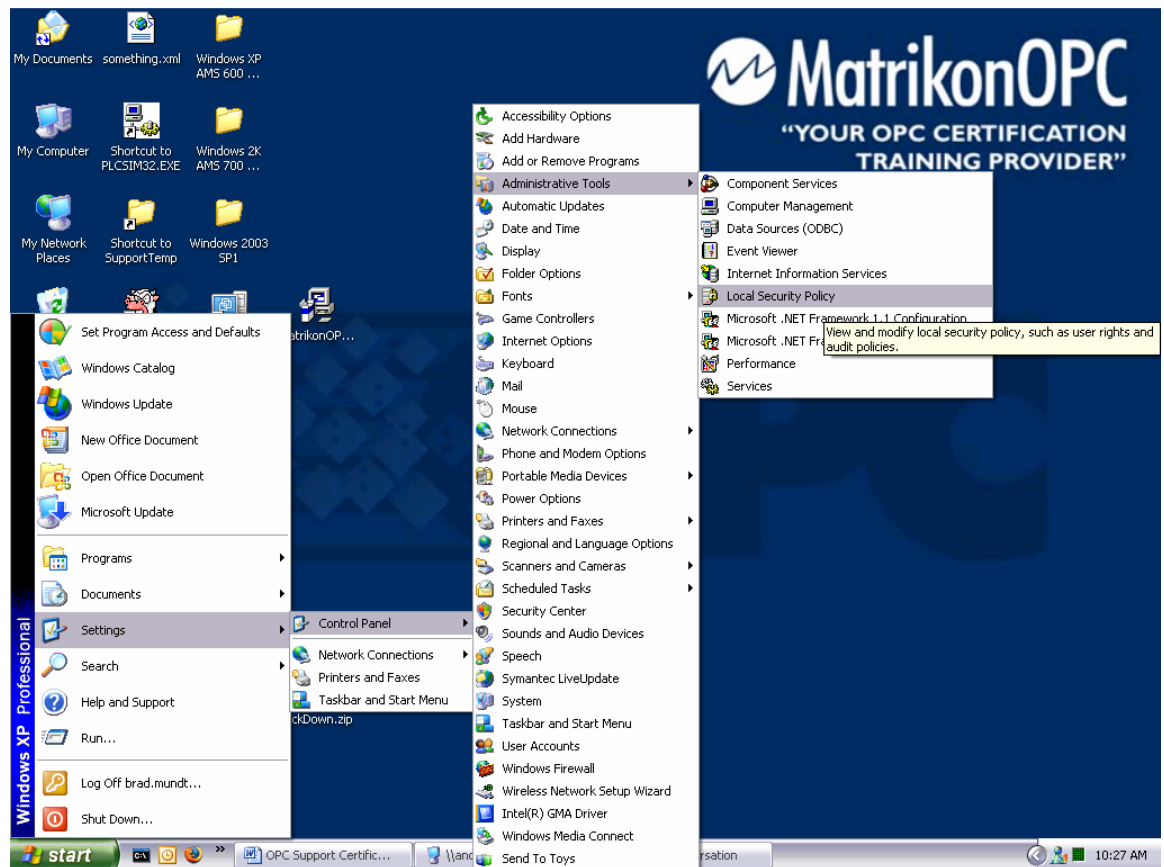 My Documents
something.xml
Windows XP
AMS 600 ...
My Computer
Shortcut to
PLCSIM32.EXE
Windows 2K
AMS 700 ...
My Network
Places
Shortcut to
SupportTemp
Windows 2003
SP1
atrikonOP...
ckDown.zip
MatrikonOPC
“YOUR OPC CERTIFICATION
TRAINING PROVIDER”
Windows XP Professional
Set Program Access and Defaults
Windows Catalog
Windows Update
New Office Document
Open Office Document
Microsoft Update
Programs
Documents
Settings
Search
Help and Support
Run...
Log Off brad.mundt...
Shut Down...
Control Panel
Network Connections
Printers and Faxes
Taskbar and Start Menu
Accessibility Options
Add Hardware
Add or Remove Programs
Administrative Tools
Automatic Updates
Date and Time
Display
Folder Options
Fonts
Game Controllers
Internet Options
Keyboard
Mail
Mouse
Network Connections
Phone and Modem Options
Portable Media Devices
Power Options
Printers and Faxes
Regional and Language Options
Scanners and Cameras
Scheduled Tasks
Security Center
Sounds and Audio Devices
Speech
Symantec LiveUpdate
System
Taskbar and Start Menu
User Accounts
Windows Firewall
Wireless Network Setup Wizard
Intel(R) GMA Driver
Windows Media Connect
Send To Toys
Component Services
Computer Management
Data Sources (ODBC)
Event Viewer
Internet Information Services
Local Security Policy
Microsoft .NET Framework 1.1 Configuration
Microsoft .NET Fra
View and modify local security policy, such as user rights and
audit policies.
Performance
Services
start
OPC Support Certific...
\\anc
rsation
10:27 AM